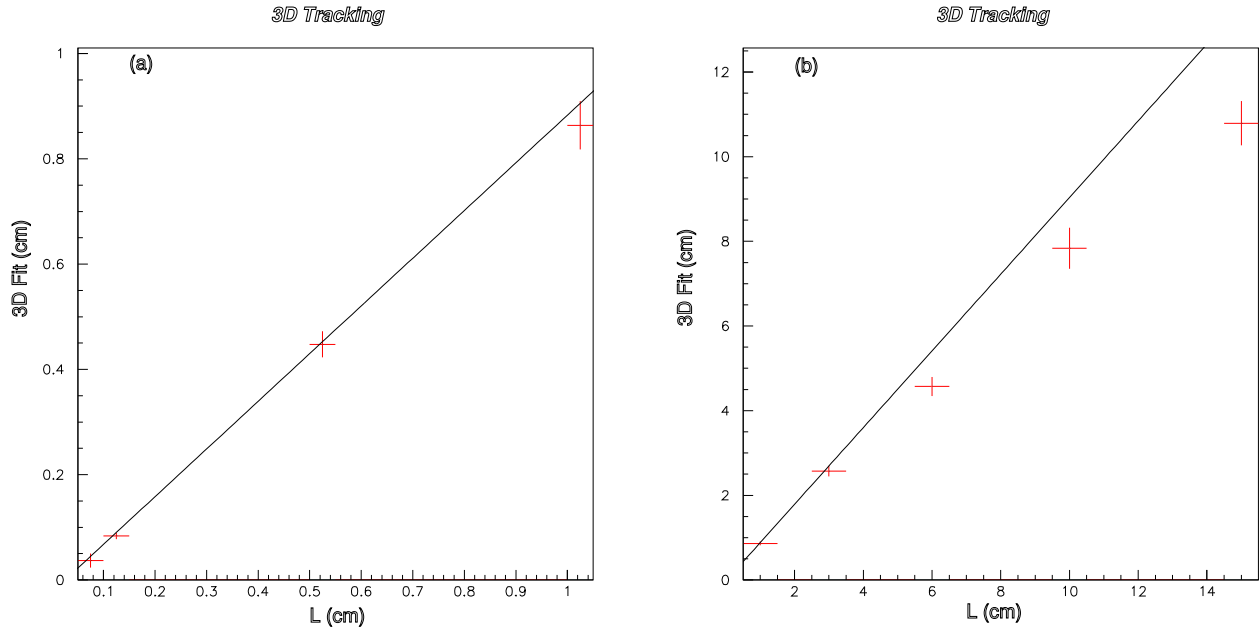 3D Tracking
(a)
1
0.8
0.6
0.4
0.2
0
3D Fit (cm)
0.1 0.2 0.3 0.4 0.5 0.6 0.7 0.8 0.9 1
L (cm)
3D Tracking
(b)
12
10
8
6
4
2
0
3D Fit (cm)
2 4 6 8 10 12 14
L (cm)